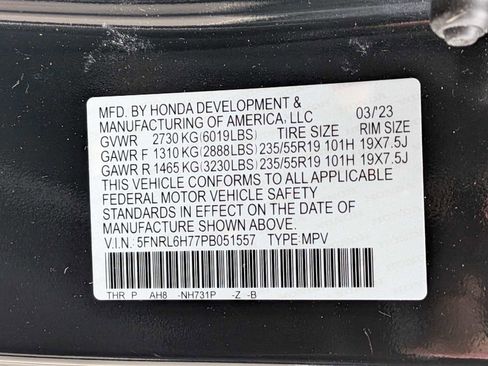 MFD. BY HONDA DEVELOPMENT &
MANUFACTURING OF AMERICA, LLC 03/'23
GVWR 2730 KG (6019LBS) TIRE SIZE RIM SIZE
GAWR F 1310 KG (2888LBS) 235/55R19 101H 19X7.5J
GAWR R 1465 KG (3230LBS) 235/55R19 101H 19X7.5J
THIS VEHICLE CONFORMS TO ALL APPLICABLE
FEDERAL MOTOR VEHICLE SAFETY
STANDARDS IN EFFECT ON THE DATE OF
MANUFACTURE SHOWN ABOVE.
V.I.N: 5FNRL6H77PB051557 TYPE: MPV
THR P AH8 -NH731P -Z -B